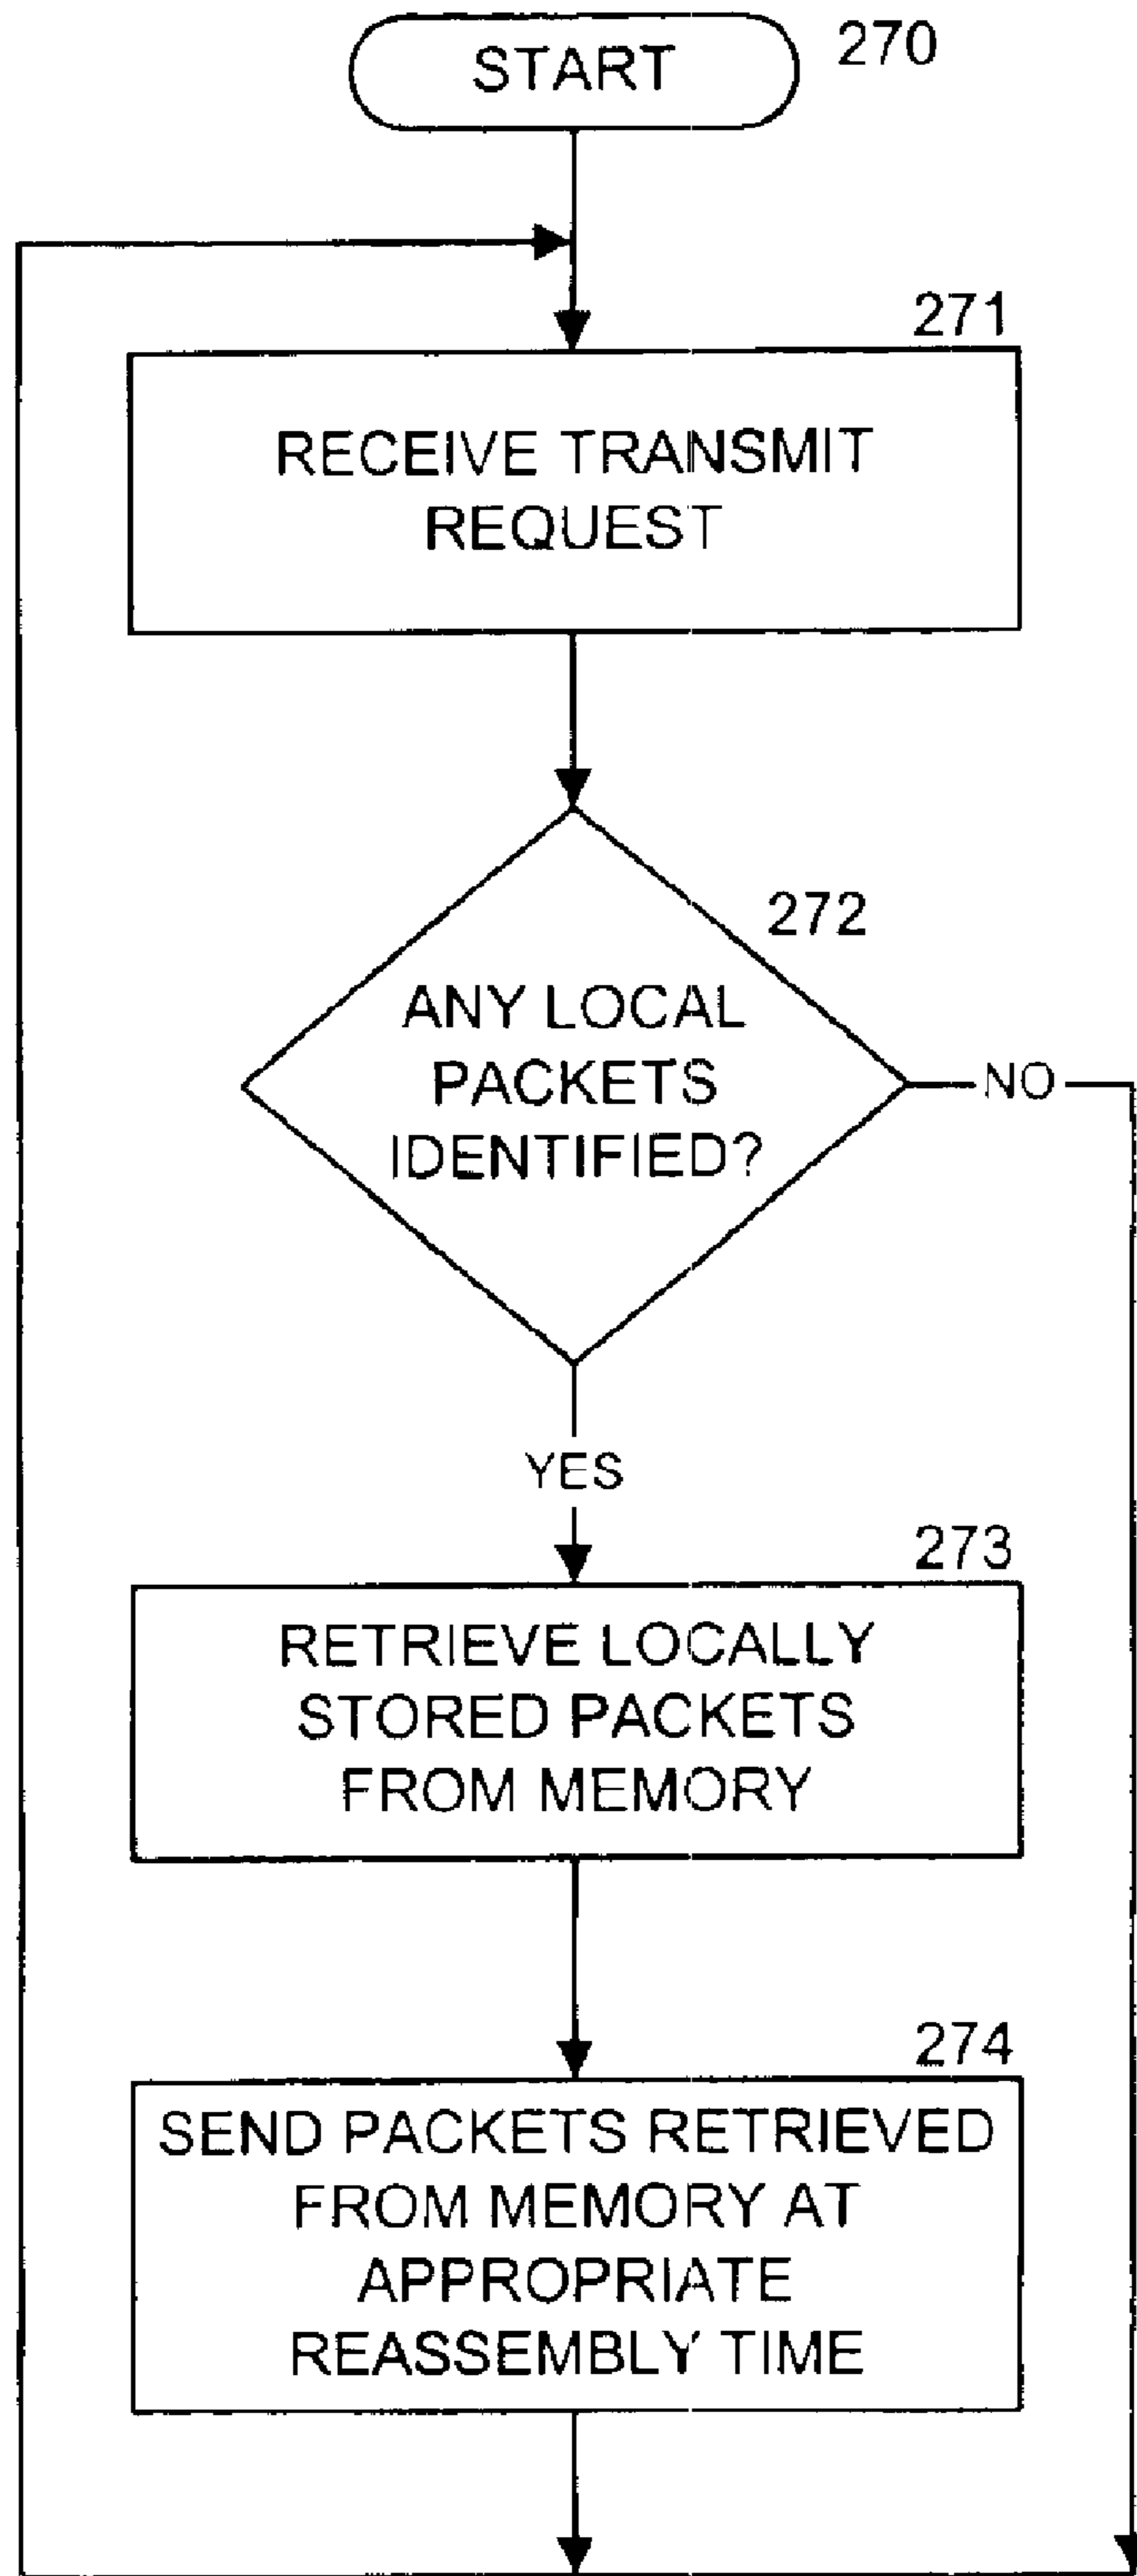 START
270
271
RECEIVE TRANSMIT
REQUEST
272
ANY LOCAL
PACKETS
IDENTIFIED?
NO
YES
273
RETRIEVE LOCALLY
STORED PACKETS
FROM MEMORY
274
SEND PACKETS RETRIEVED
FROM MEMORY AT
APPROPRIATE
REASSEMBLY TIME